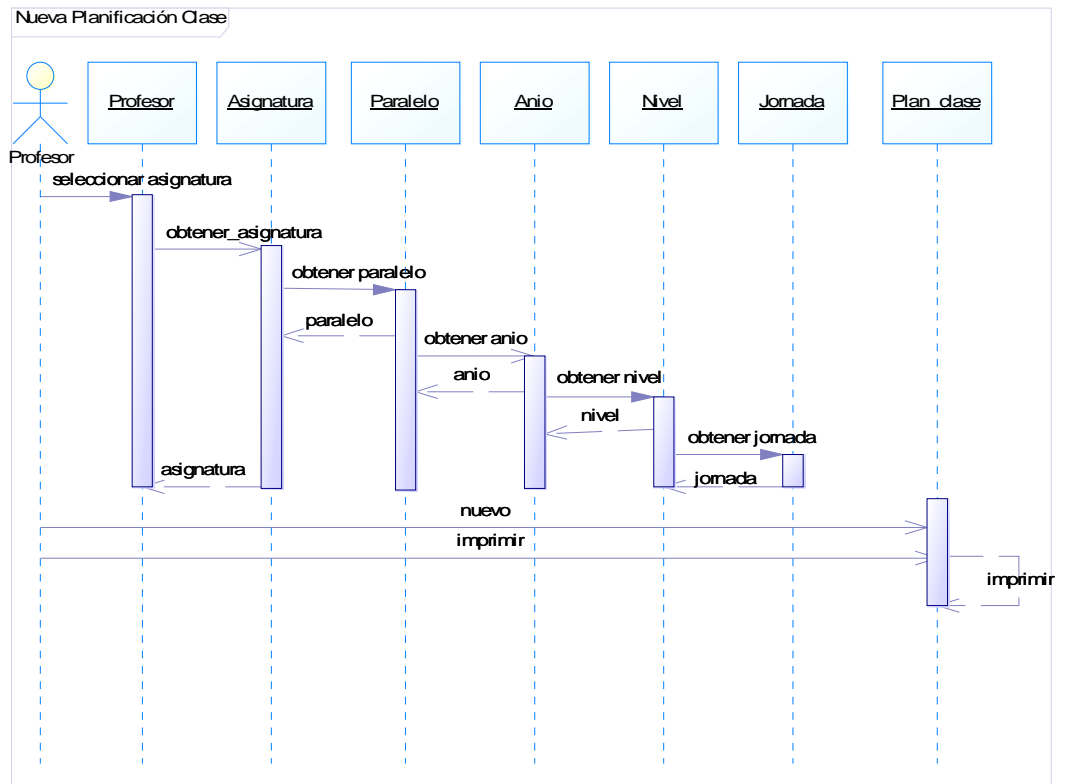 Nueva Planificación Clase
Profesor
Asignatura
Paralelo
Anio
Nivel
Jornada
Plan_clase
Profesor
seleccionar asignatura
obtener_asignatura
obtener paralelo
paralelo
obtener anio
anio
obtener nivel
nivel
obtener jornada
asignatura
jornada
nuevo
imprimir
imprimir